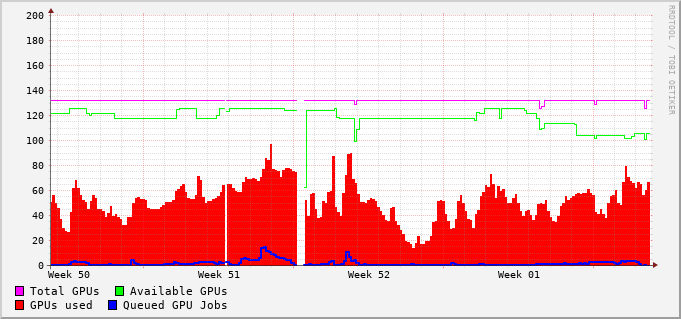 200
180
160
140
120
100
80
60
40
20
0
Week 50 Week 51 Week 52 Week 01
Total GPUs Available GPUs
GPUs used Queued GPU Jobs
RRDTOOL / TOBI OETIKER